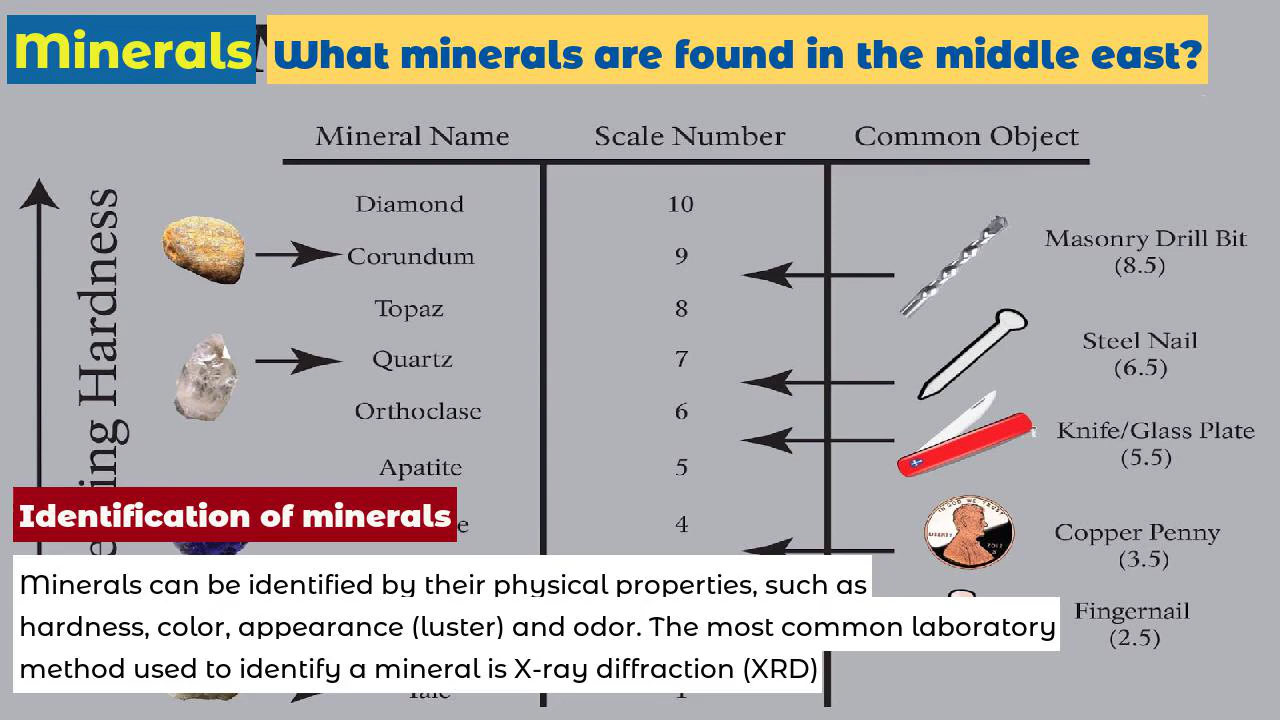 Minerals
What minerals are found in the middle east?
Mineral Name Scale Number Common Object
Diamond 10
Masonry Drill Bit
(8.5)
Corundum 9
Topaz 8
Steel Nail
(6.5)
Quartz 7
Orthoclase 6
Knife/Glass Plate
(5.5)
Apatite 5
Identification of minerals
4
Copper Penny
(3.5)
Minerals can be identified by their physical properties, such as
hardness, color, appearance (luster) and odor. The most common laboratory
method used to identify a mineral is X-ray diffraction (XRD)
Fingernail
(2.5)
Hardness